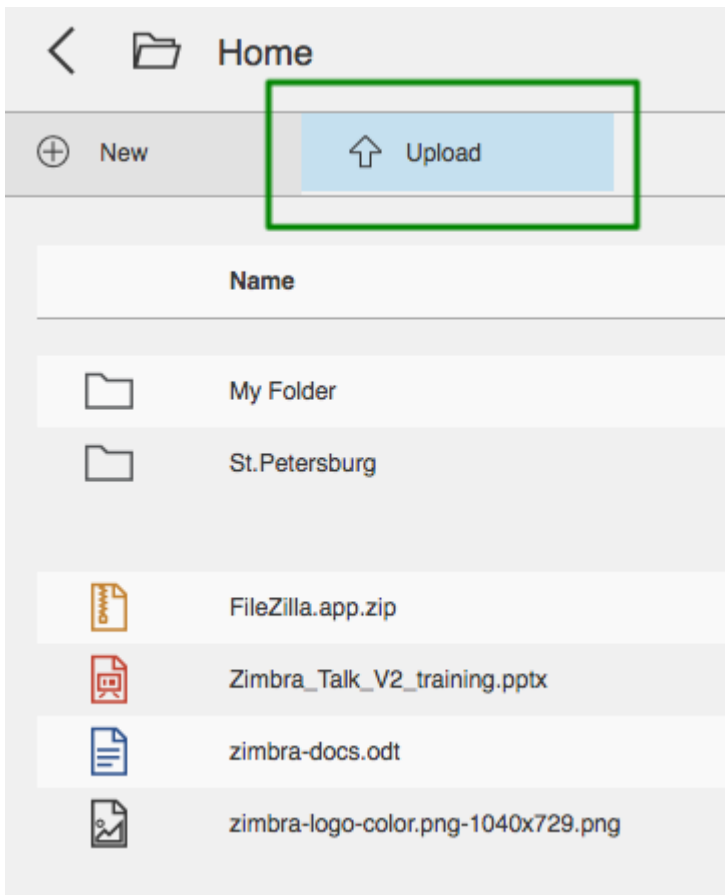 Home
New
Upload
Name
My Folder
St.Petersburg
FileZilla.app.zip
Zimbra_Talk_V2_training.pptx
zimbra-docs.odt
zimbra-logo-color.png-1040x729.png